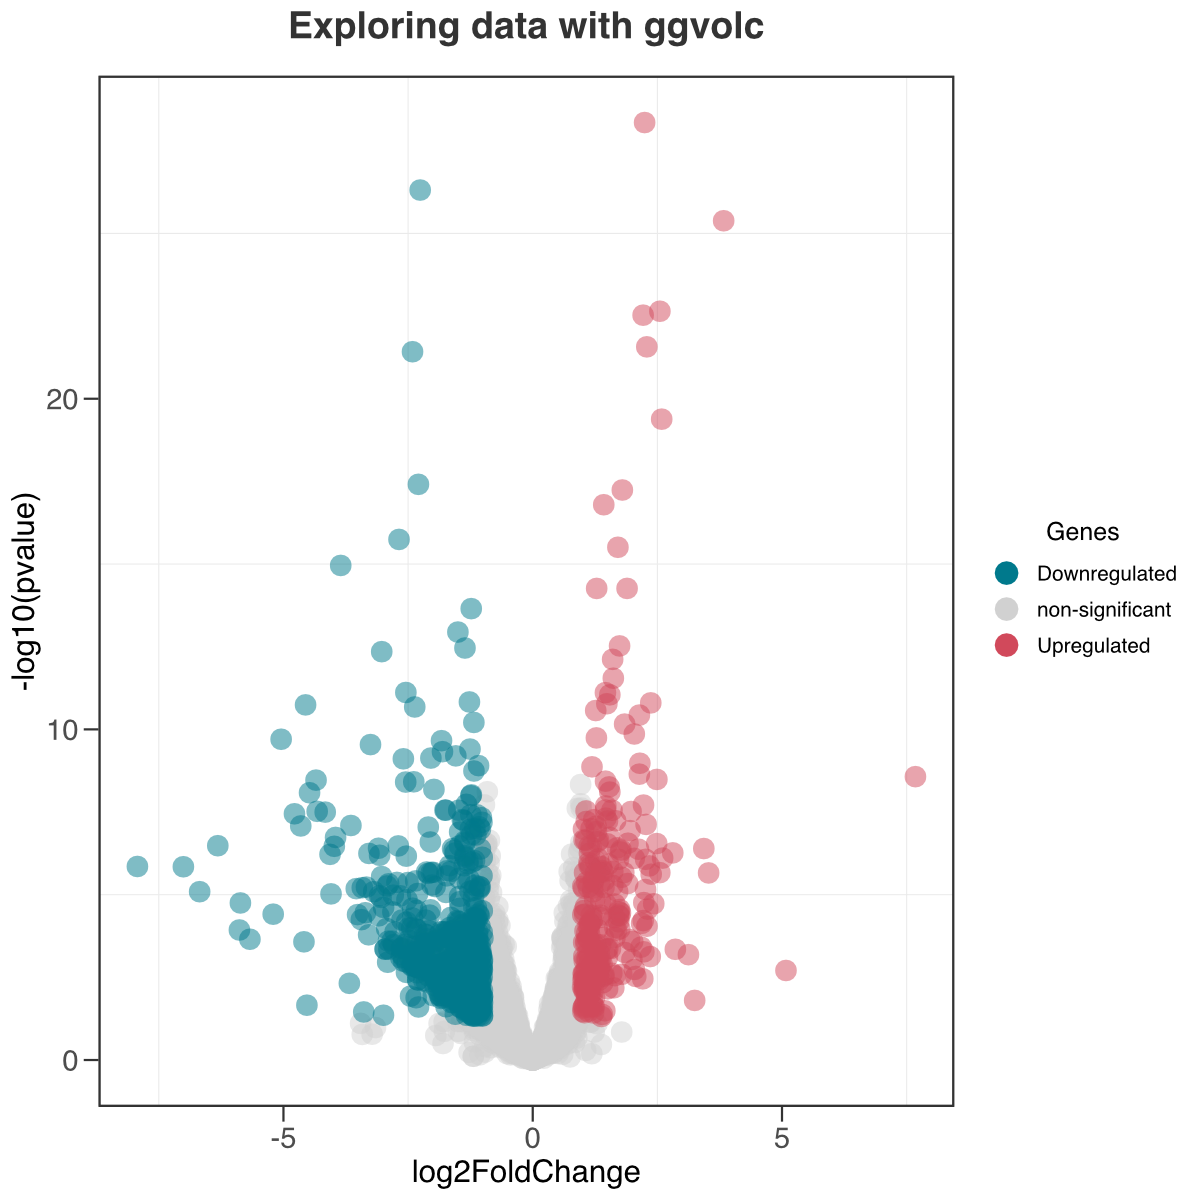 Exploring data with ggvolc
-log10(pvalue)
20
10
0
-5
0
5
log2FoldChange
Genes
Downregulated
non-significant
Upregulated